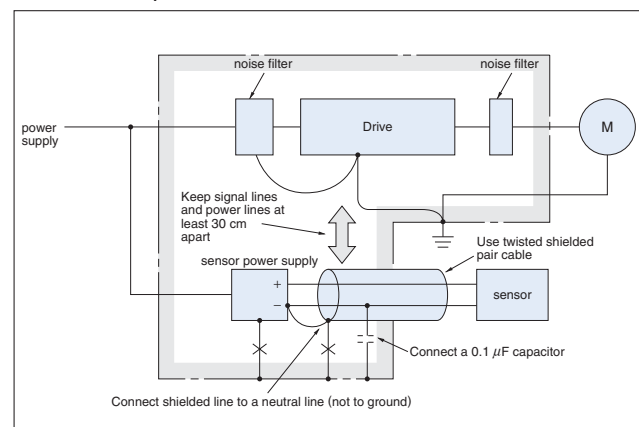 noise filter
noise filter
power
supply
Drive
M
Keep signal lines
and power lines at
least 30 cm
apart
Use twisted shielded
pair cable
sensor power supply
+
−
sensor
Connect a 0.1 µF capacitor
Connect shielded line to a neutral line (not to ground)